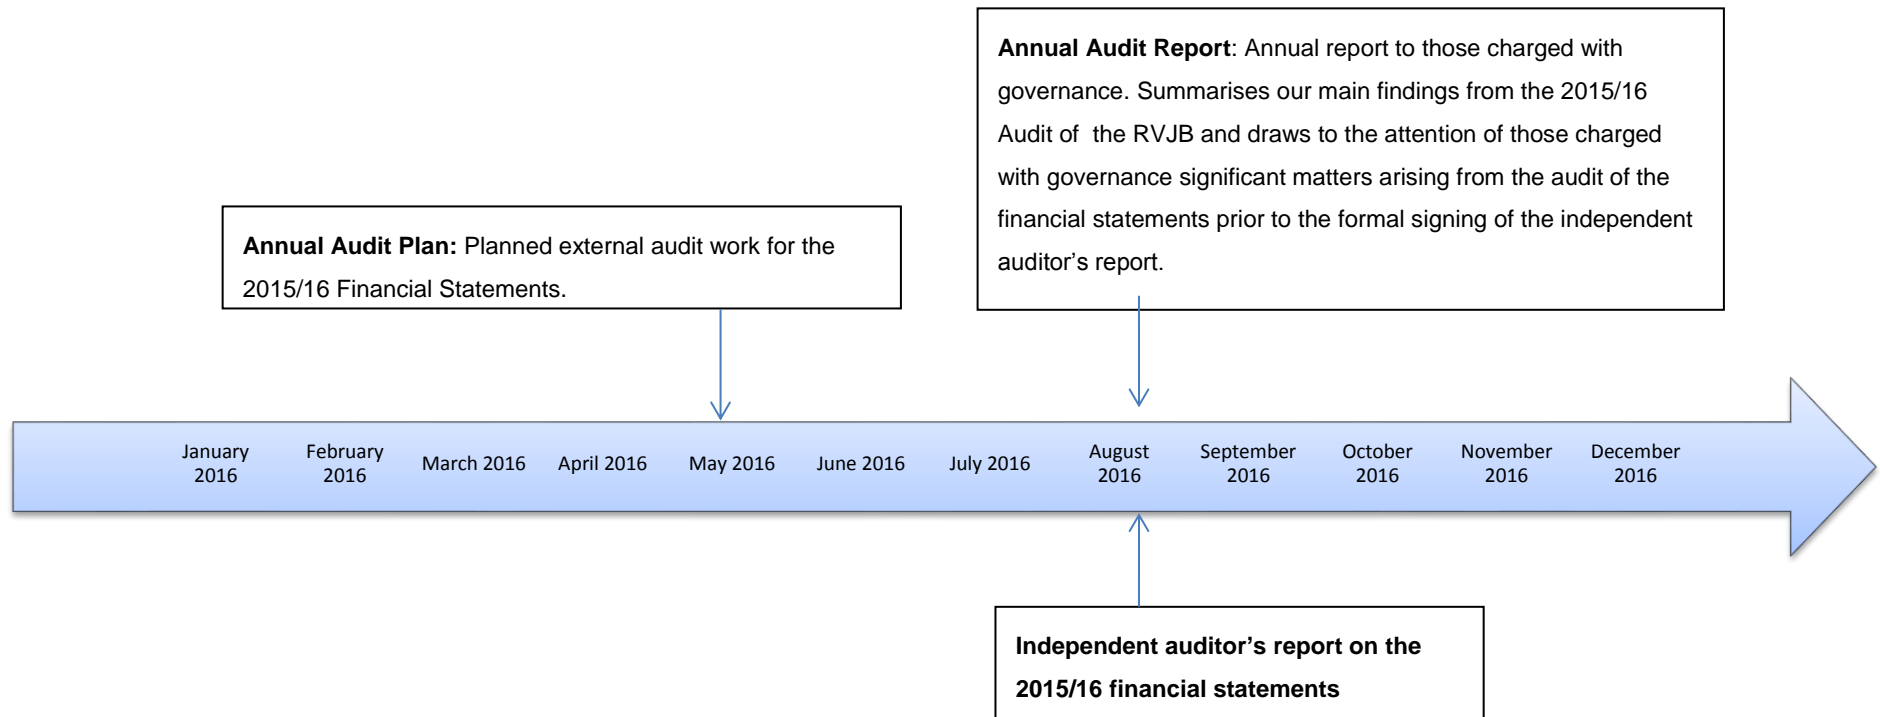 Annual Audit Report: Annual report to those charged with
governance. Summarises our main findings from the 2015/16
Audit of the RVJB and draws to the attention of those charged
with governance significant matters arising from the audit of the
financial statements prior to the formal signing of the independent
auditor’s report.
Annual Audit Plan: Planned external audit work for the
2015/16 Financial Statements.
January
2016
February
2016
March 2016
April 2016
May 2016
June 2016
July 2016
August
2016
September
2016
October
2016
November
2016
December
2016
Independent auditor’s report on the
2015/16 financial statements